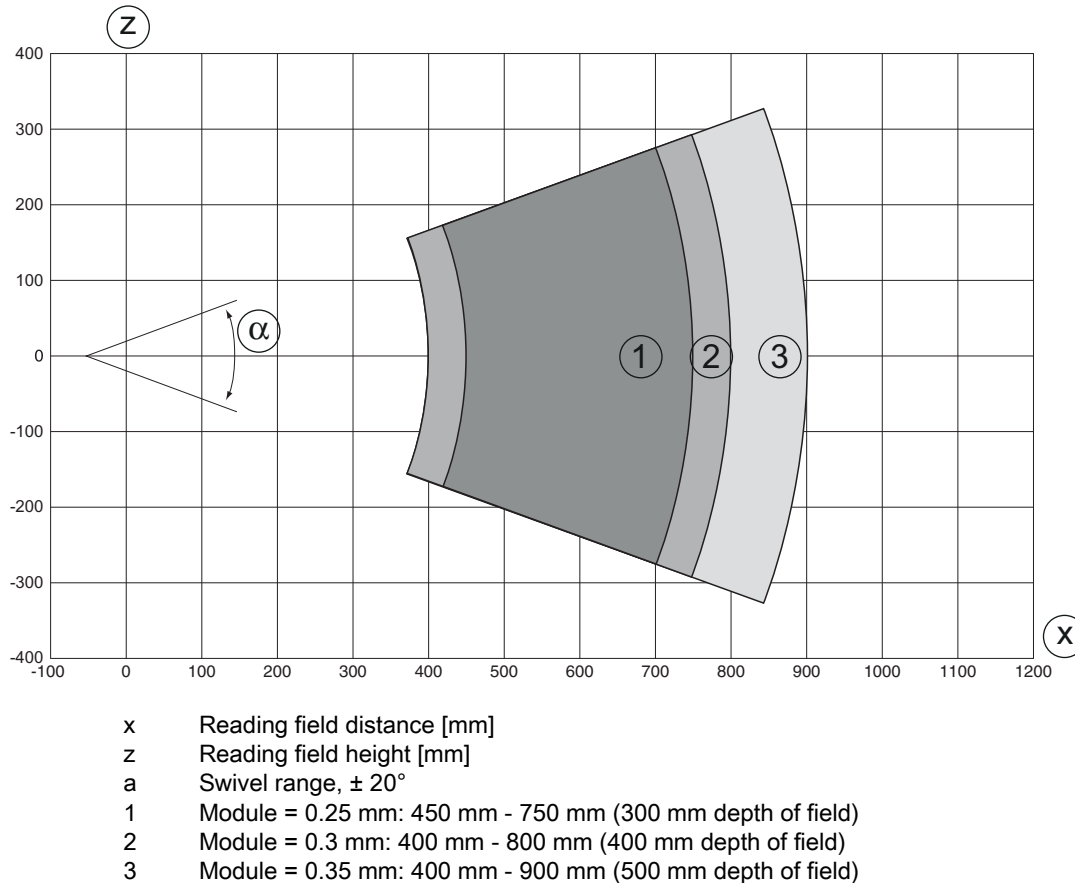 z
400
300
200
100
0
-100
-200
-300
-400
α
1 2 3
x
-100 0 100 200 300 400 500 600 700 800 900 1000 1100 1200
x Reading field distance [mm]
z Reading field height [mm]
a Swivel range, ± 20°
1 Module = 0.25 mm: 450 mm - 750 mm (300 mm depth of field)
2 Module = 0.3 mm: 400 mm - 800 mm (400 mm depth of field)
3 Module = 0.35 mm: 400 mm - 900 mm (500 mm depth of field)